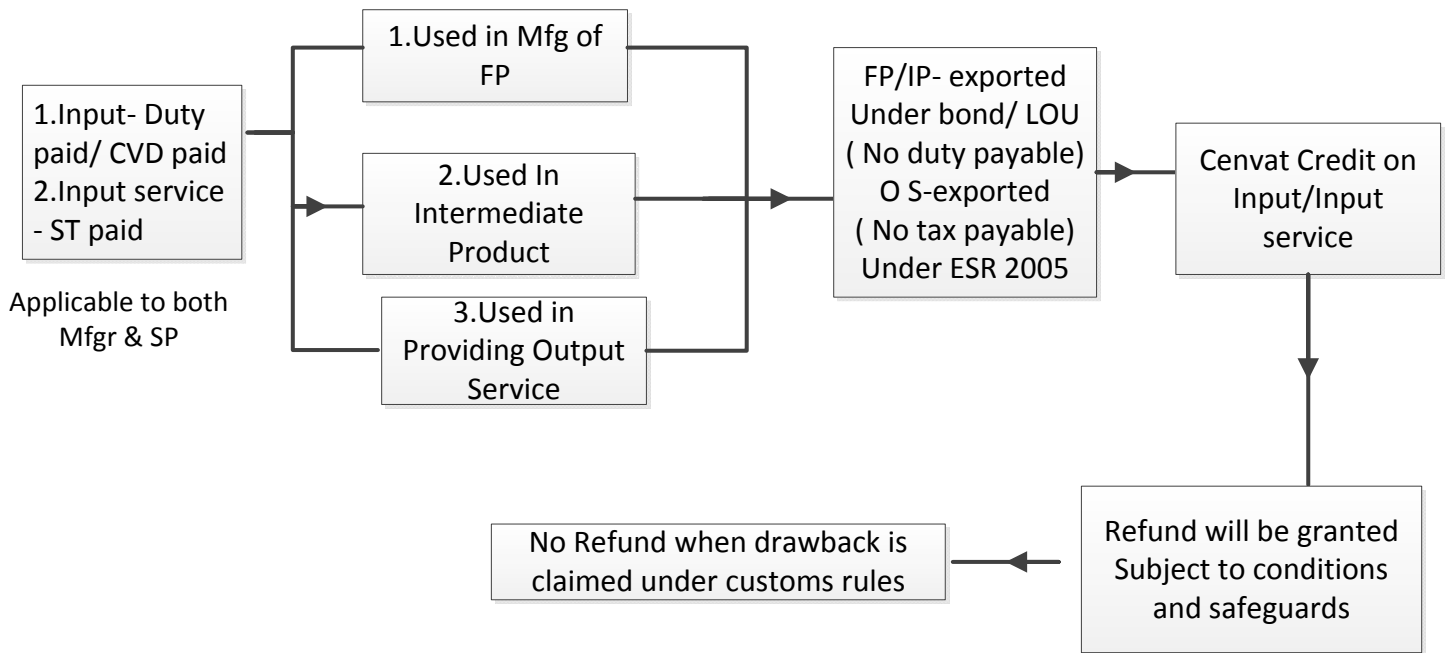 1.Input- Duty
paid/ CVD paid
2.Input service
- ST paid
Applicable to both
Mfgr & SP
1.Used in Mfg of
FP
2.Used In
Intermediate
Product
3.Used in
Providing Output
Service
FP/IP- exported
Under bond/ LOU
( No duty payable)
O S-exported
( No tax payable)
Under ESR 2005
Cenvat Credit on
Input/Input
service
Refund will be granted
Subject to conditions
and safeguards
No Refund when drawback is
claimed under customs rules